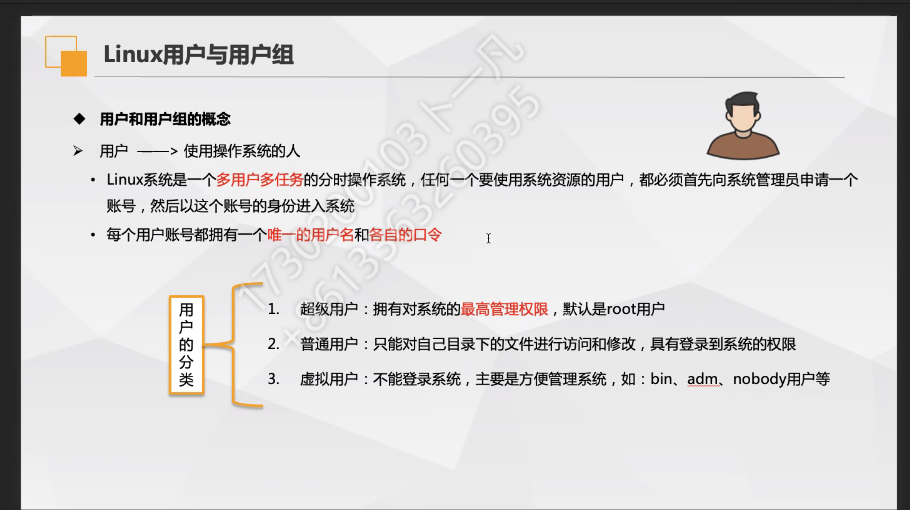 Linux用户与用户组
◆ 用户和用户组的概念
➢ 用户 ——> 使用操作系统的人
• Linux系统是一个多用户多任务的分时操作系统，任何一个要使用系统资源的用户，都必须首先向系统管理员申请一个
账号，然后以这个账号的身份进入系统
• 每个用户账号都拥有一个唯一的用户名和各自的口令
用户的分类
1. 超级用户：拥有对系统的最高管理权限，默认是root用户
2. 普通用户：只能对自己目录下的文件进行访问和修改，具有登录到系统的权限
3. 虚拟用户：不能登录系统，主要是方便管理系统，如：bin、adm、nobody用户等